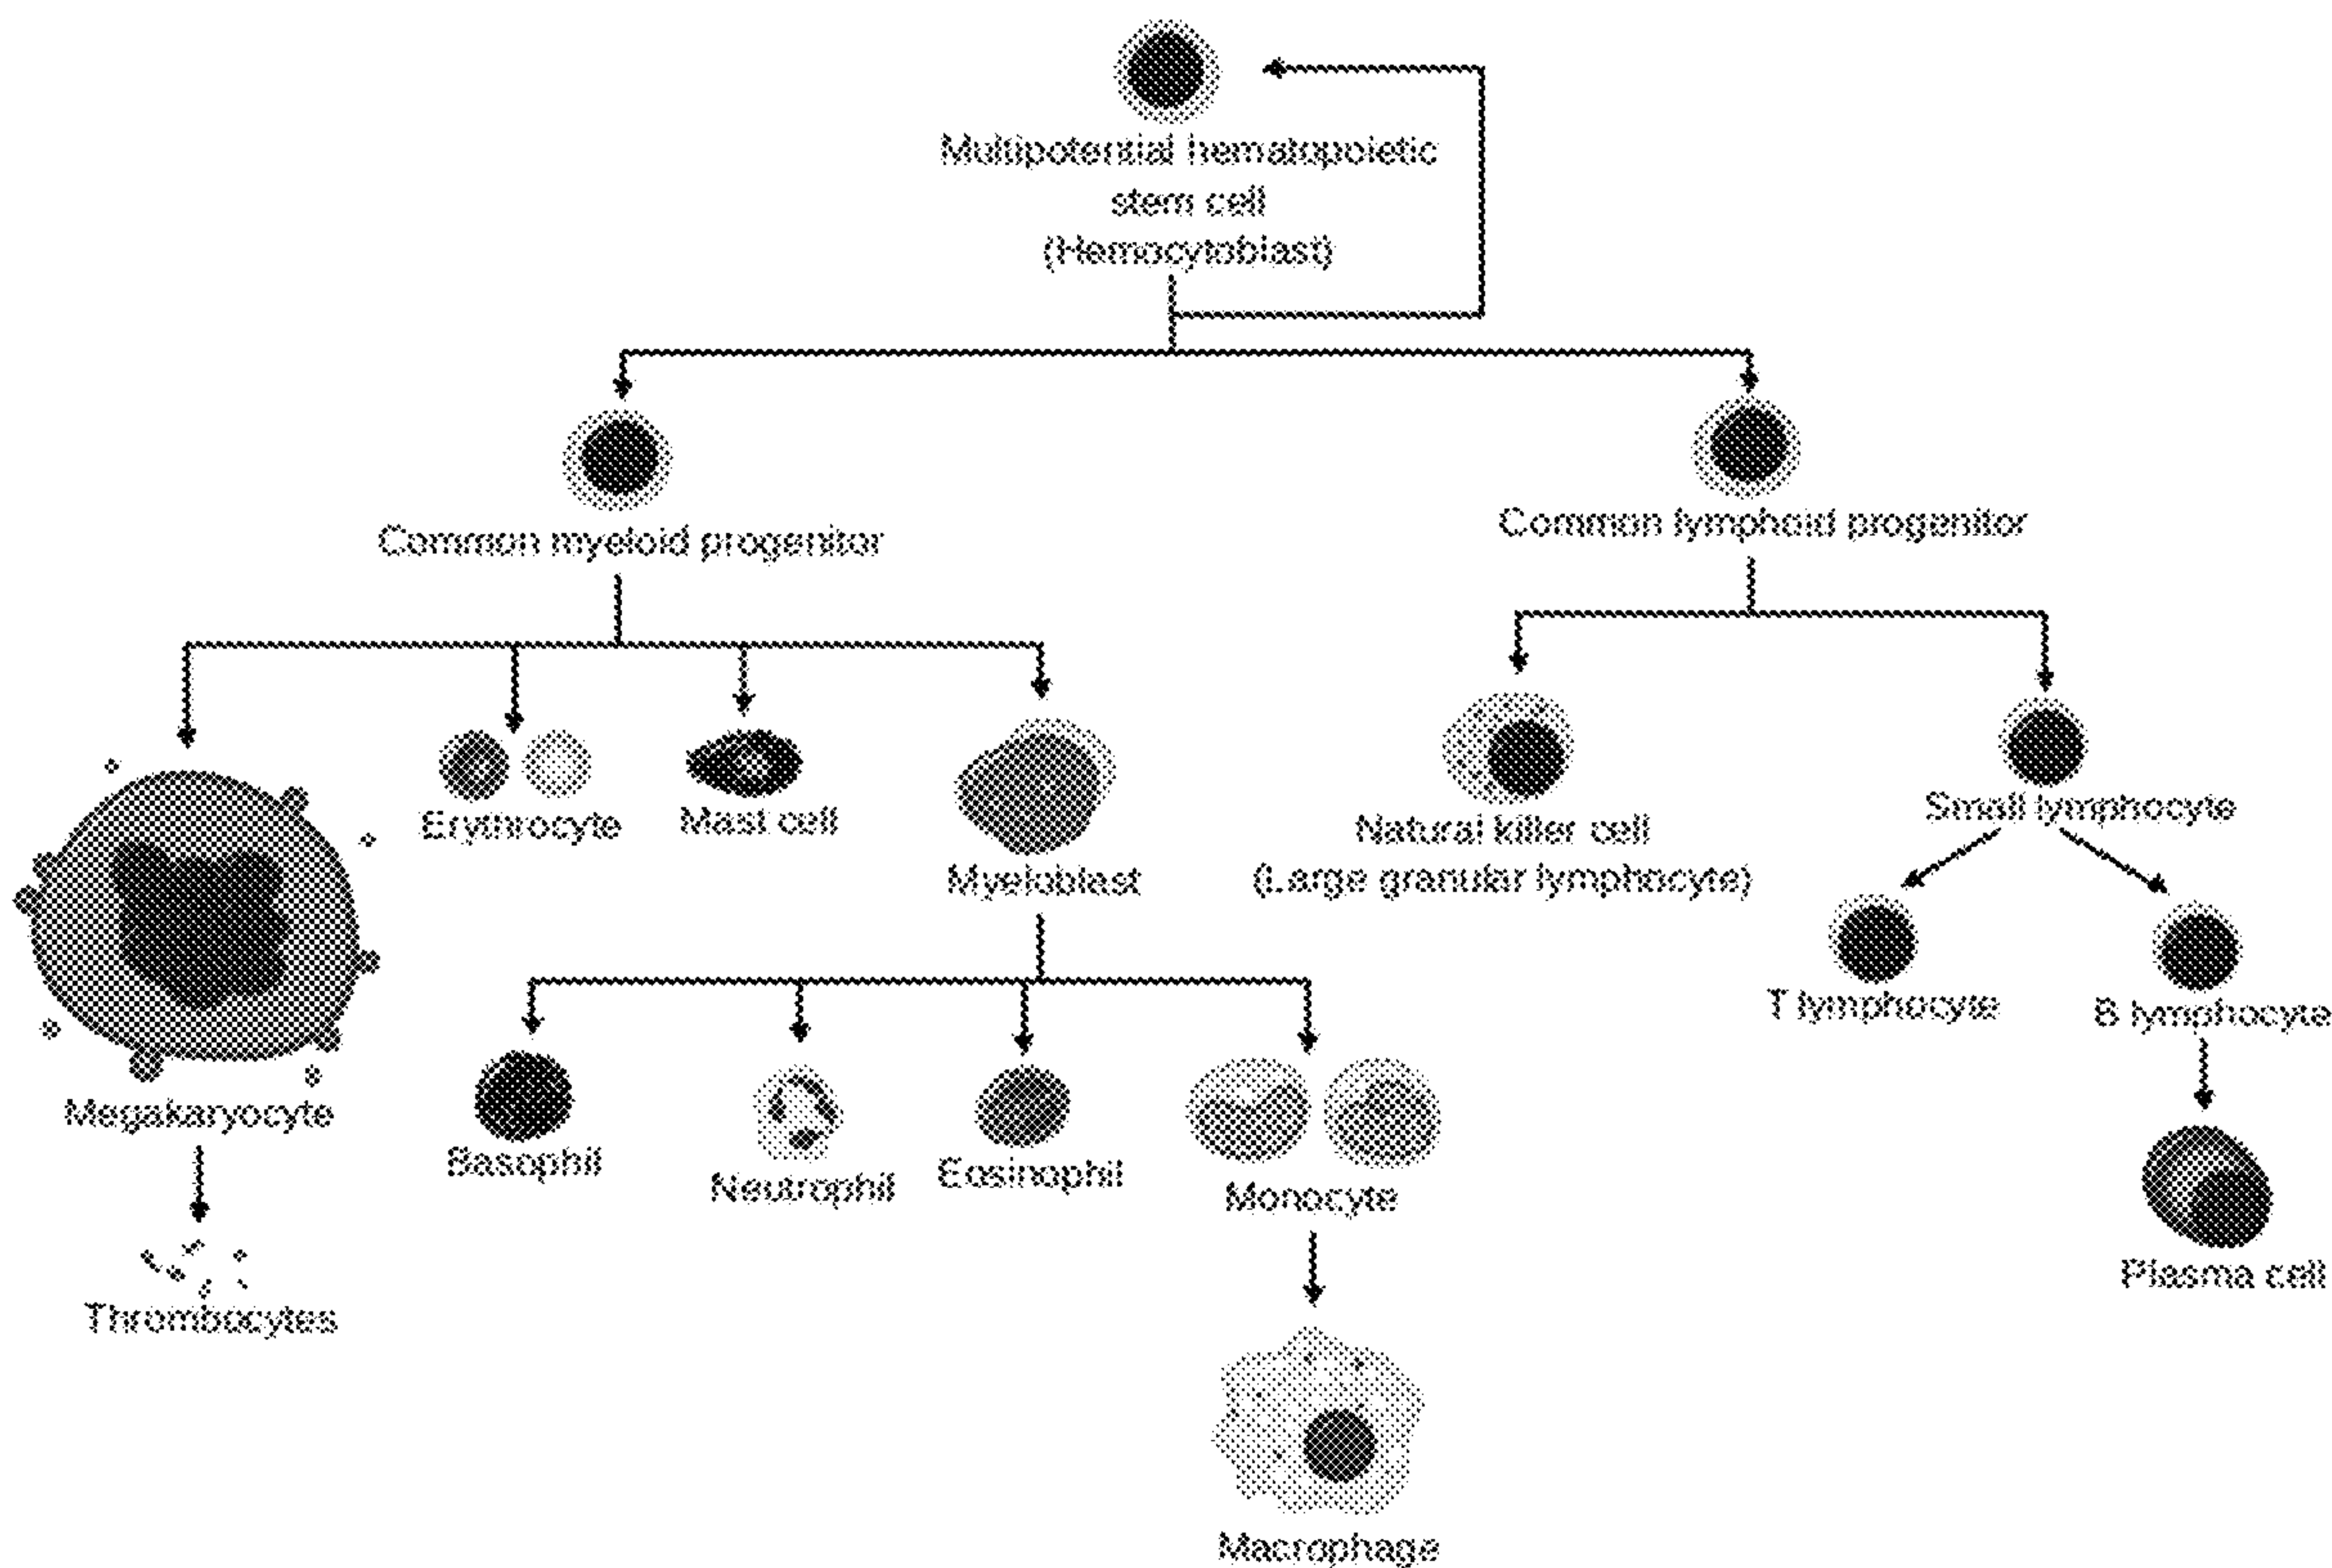 Multipotential hematopoietic
stem cell
(Hemocytoblast)
Common myeloid progenitor
Common lymphoid progenitor
Erythrocyte
Mast cell
Myeloblast
Natural killer cell
(Large granular lymphocyte)
Small lymphocyte
T lymphocyte
B lymphocyte
Megakaryocyte
Basophil
Neutrophil
Eosinophil
Monocyte
Plasma cell
Thrombocytes
Macrophage